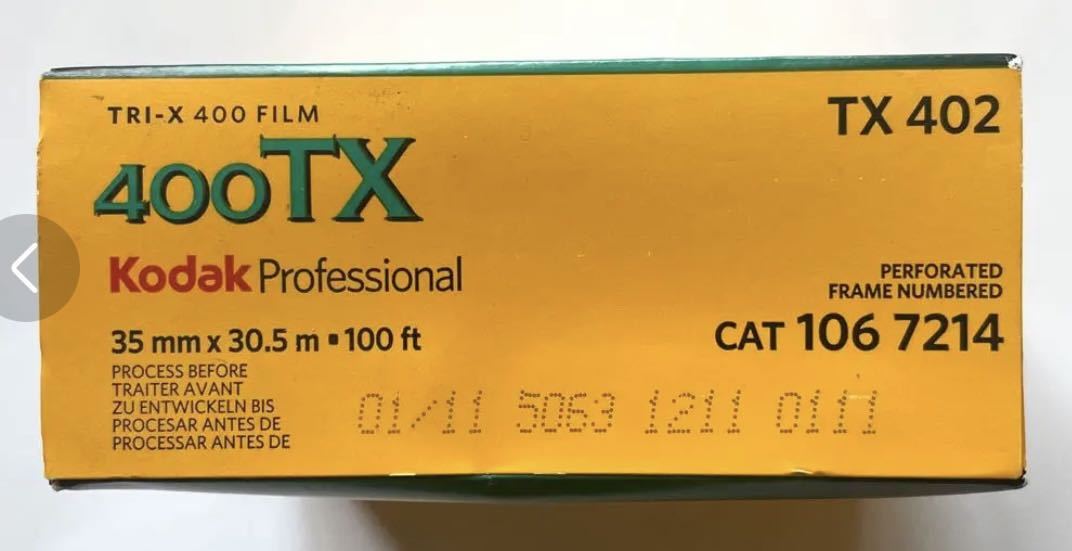 TRI-X 400 FILM
400TX
Kodak Professional
35 mm x 30.5 m ▪ 100 ft
PROCESS BEFORE
TRAITER AVANT
ZU ENTWICKELN BIS
PROCESAR ANTES DE
PROCESSAR ANTES DE
01/11 5063 1211 0111
TX 402
PERFORATED
FRAME NUMBERED
CAT 106 7214